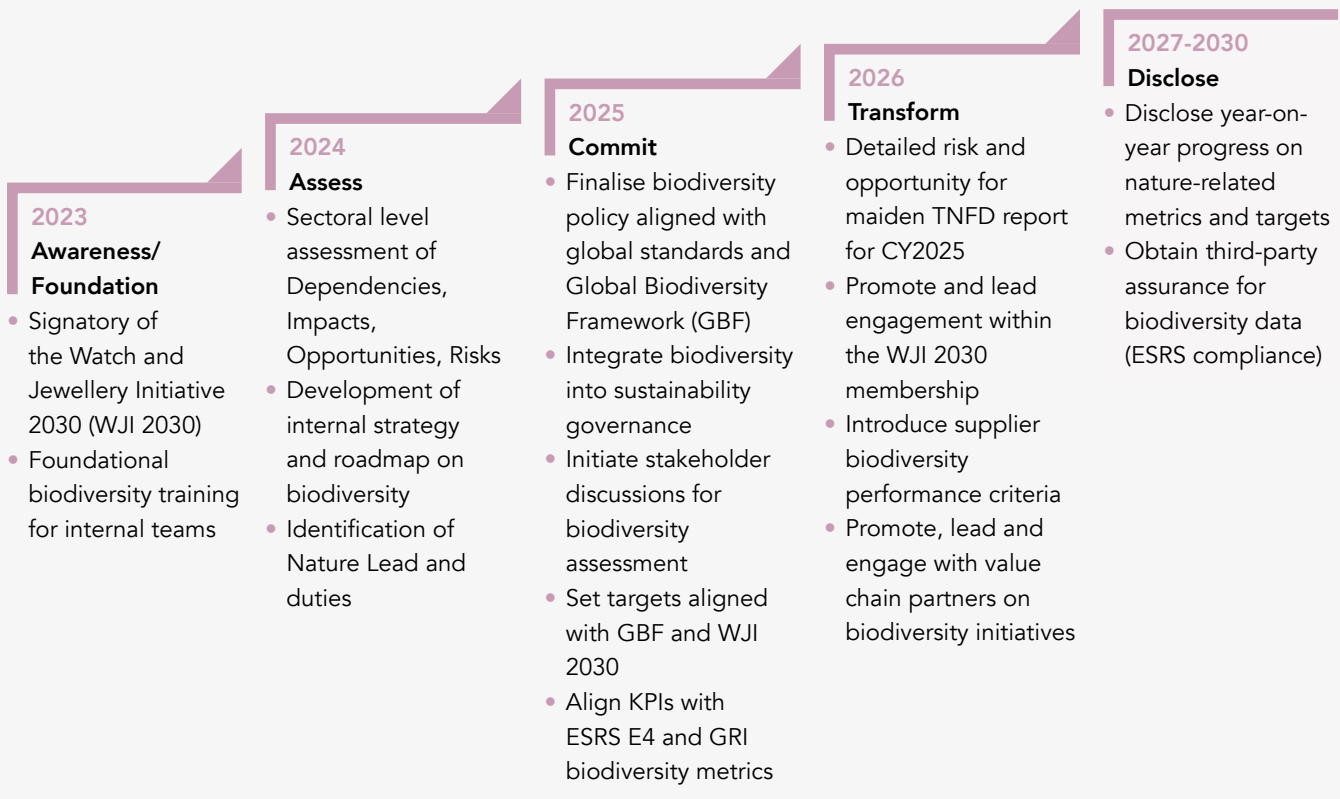 2023
Awareness/
Foundation
• Signatory of
the Watch and
Jewellery Initiative
2030 (WJI 2030)
• Foundational
biodiversity training
for internal teams
2024
Assess
• Sectoral level
assessment of
Dependencies,
Impacts,
Opportunities, Risks
• Development of
internal strategy
and roadmap on
biodiversity
• Identification of
Nature Lead and
duties
2025
Commit
• Finalise biodiversity
policy aligned with
global standards and
Global Biodiversity
Framework (GBF)
• Integrate biodiversity
into sustainability
governance
• Initiate stakeholder
discussions for
biodiversity
assessment
• Set targets aligned
with GBF and WJI
2030
• Align KPIs with
ESRS E4 and GRI
biodiversity metrics
2026
Transform
• Detailed risk and
opportunity for
maiden TNFD report
for CY2025
• Promote and lead
engagement within
the WJI 2030
membership
• Introduce supplier
biodiversity
performance criteria
• Promote, lead and
engage with value
chain partners on
biodiversity initiatives
2027-2030
Disclose
• Disclose year-on-
year progress on
nature-related
metrics and targets
• Obtain third-party
assurance for
biodiversity data
(ESRS compliance)